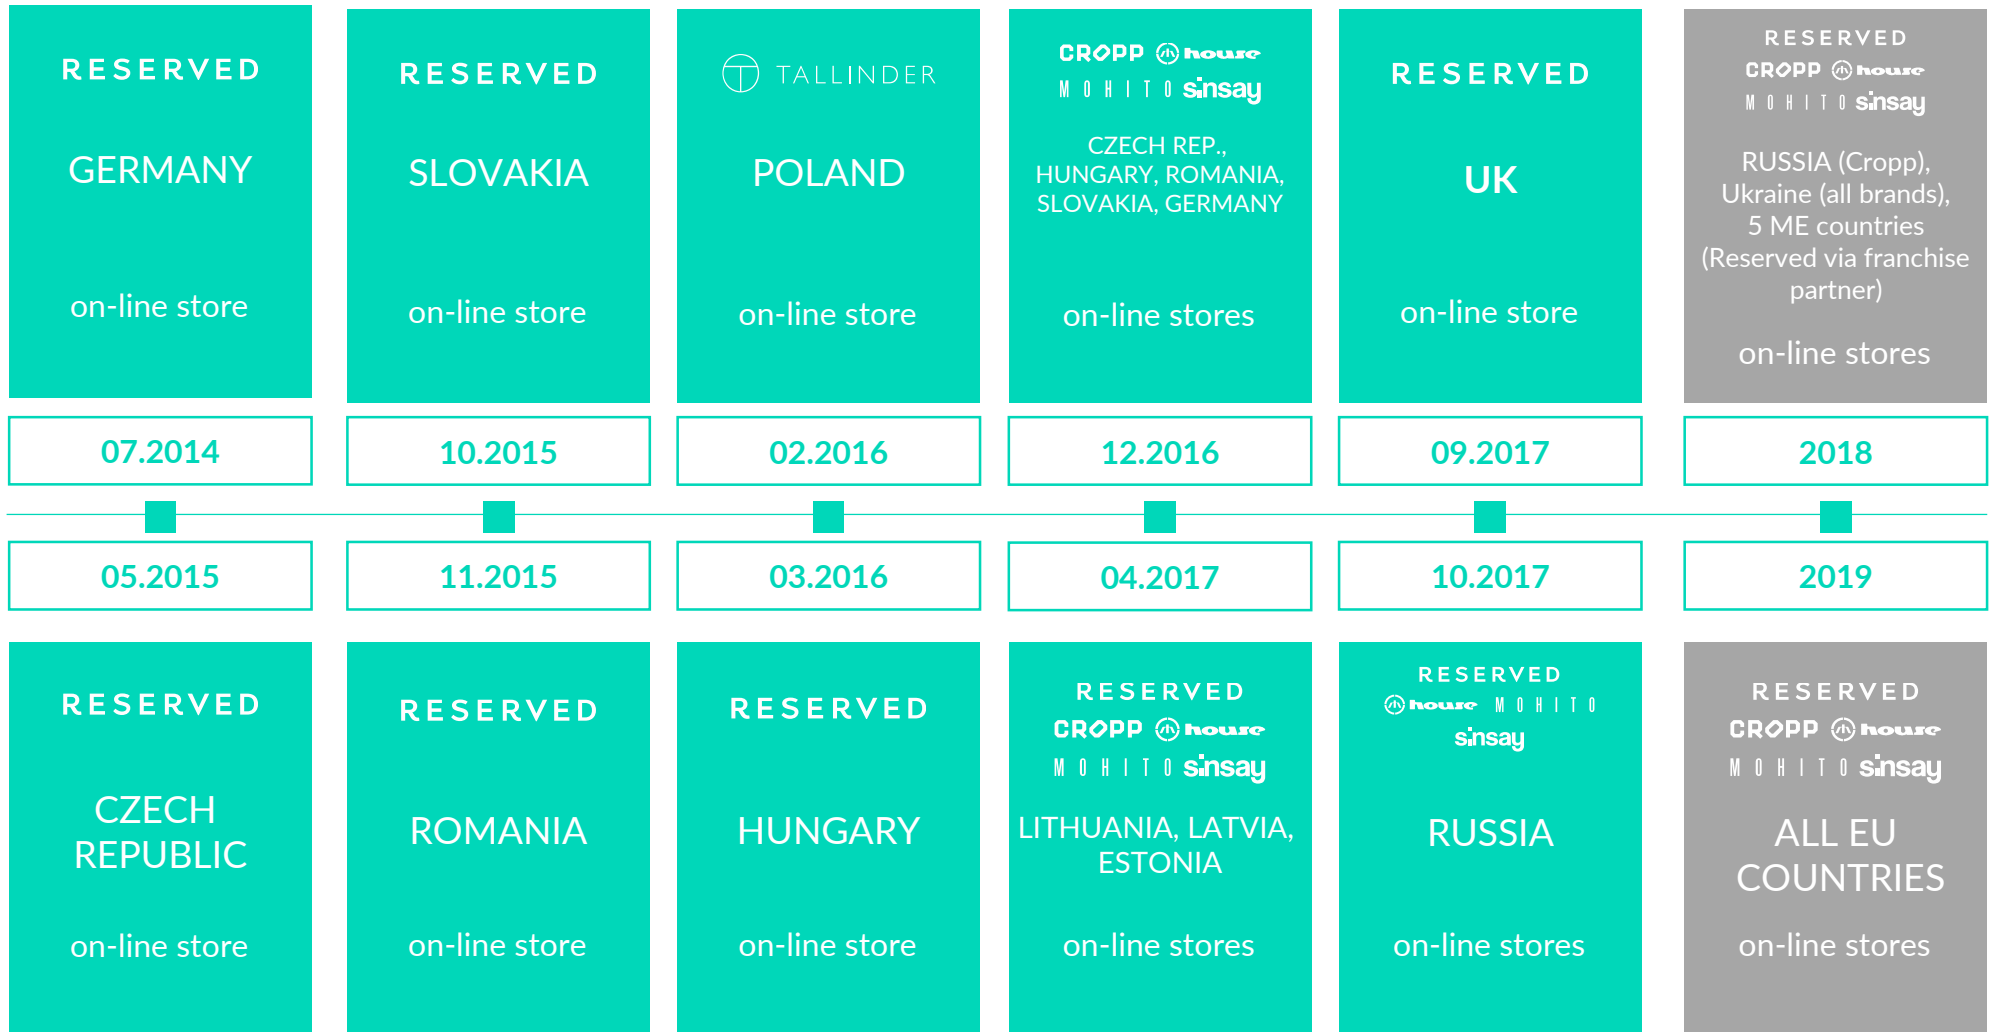 RESERVED
GERMANY
on-line store
07.2014
RESERVED
SLOVAKIA
on-line store
10.2015
TALLINDER
POLAND
on-line store
02.2016
CROPP house
MOHITO sinsay
CZECH REP.,
HUNGARY, ROMANIA,
SLOVAKIA, GERMANY
on-line stores
12.2016
RESERVED
UK
on-line store
09.2017
RESERVED
CROPP house
MOHITO sinsay
RUSSIA (Cropp),
Ukraine (all brands),
5 ME countries
(Reserved via franchise
partner)
on-line stores
2018
05.2015
RESERVED
CZECH
REPUBLIC
on-line store
11.2015
RESERVED
ROMANIA
on-line store
03.2016
RESERVED
HUNGARY
on-line store
04.2017
RESERVED
CROPP house
MOHITO sinsay
LITHUANIA, LATVIA,
ESTONIA
on-line stores
10.2017
RESERVED
house MOHITO
sinsay
RUSSIA
on-line stores
2019
RESERVED
CROPP house
MOHITO sinsay
ALL EU
COUNTRIES
on-line stores